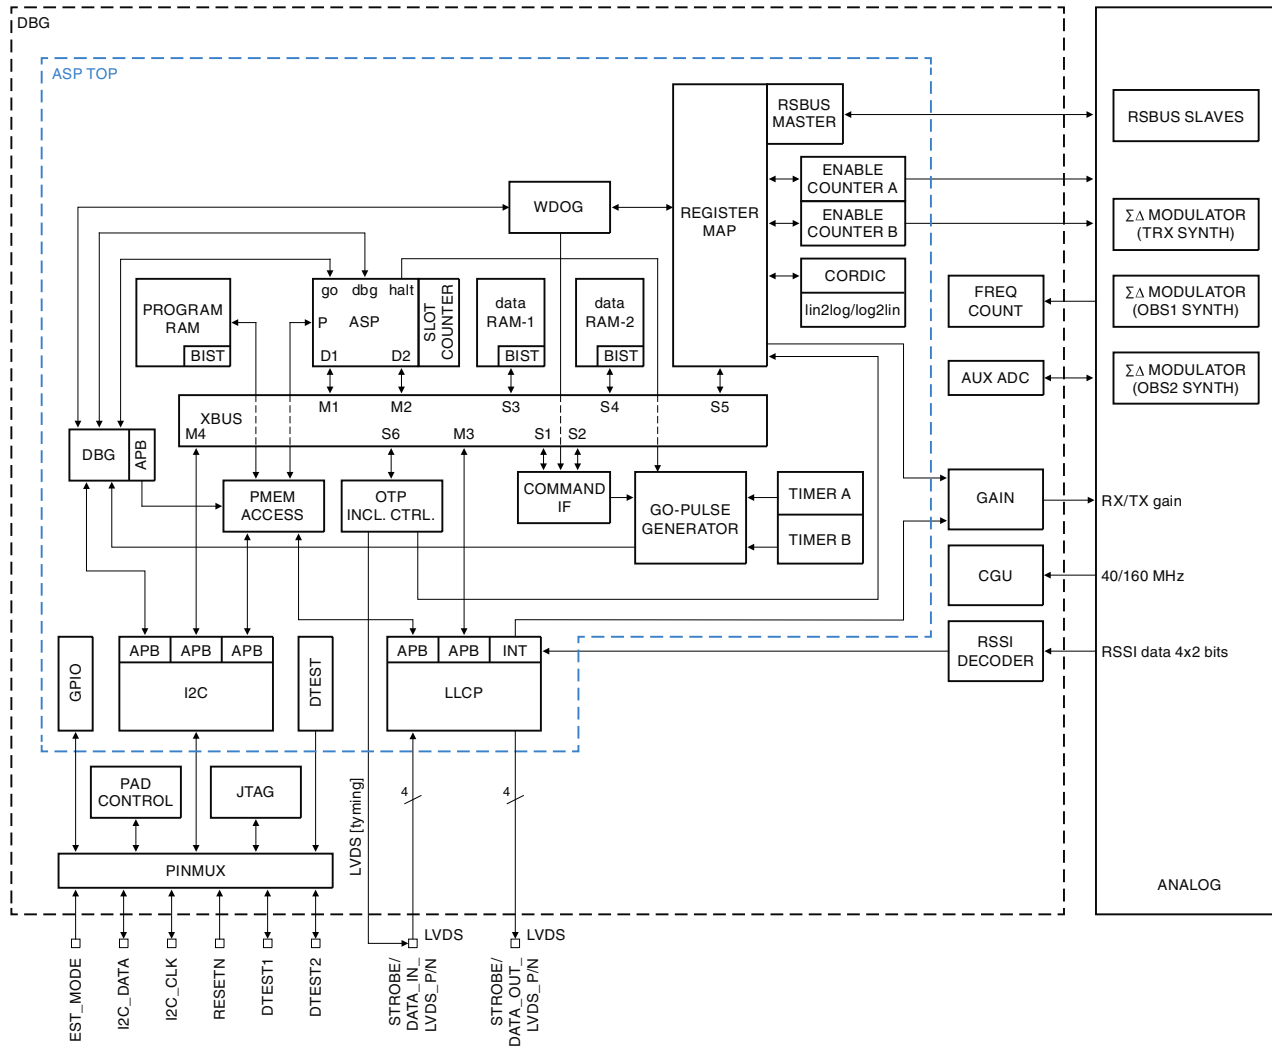 DBG
ASP TOP
RSBUS
MASTER
RSBUS SLAVES
ENABLE
COUNTER A
ENABLE
COUNTER B
REGISTER
MAP
WDOG
ΣΔ MODULATOR
(TRX SYNTH)
CORDIC
lin2log/log2lin
FREQ
COUNT
ΣΔ MODULATOR
(OBS1 SYNTH)
PROGRAM
RAM
BIST
go dbg halt
P ASP
D1 D2
SLOT
COUNTER
data
RAM-1
BIST
data
RAM-2
BIST
AUX ADC
ΣΔ MODULATOR
(OBS2 SYNTH)
M1 M2 S3 S4 S5
XBUS
M4 S6 M3 S1 S2
DBG
APB
PMEM
ACCESS
OTP
INCL. CTRL.
COMMAND
IF
GO-PULSE
GENERATOR
TIMER A
TIMER B
GAIN
RX/TX gain
CGU
40/160 MHz
RSSI
DECODER
RSSI data 4x2 bits
GPIO
APB APB APB
I2C
DTEST
APB APB INT
LLCP
PAD
CONTROL
JTAG
LVDS [tyming]
4
4
PINMUX
ANALOG
LVDS
LVDS
EST_MODE
I2C_DATA
I2C_CLK
RESETN
DTEST1
DTEST2
STROBE/
DATA_IN_
LVDS_P/N
STROBE/
DATA_OUT_
LVDS_P/N